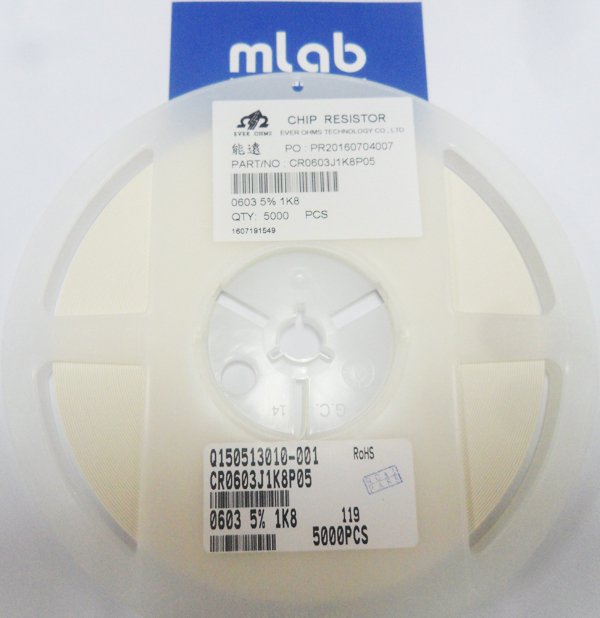 mlab
CHIP RESISTOR
EVER OHMS EVER OHMS TECHNOLOGY CO., LTD
能遠 PO : PR20160704007
PART/NO : CR0603J1K8P05
0603 5% 1K8
QTY: 5000 PCS
1607191549
G.C. 14
Q150513010-001 RoHS
CR0603J1K8P05
0603 5% 1K8 119
5000PCS